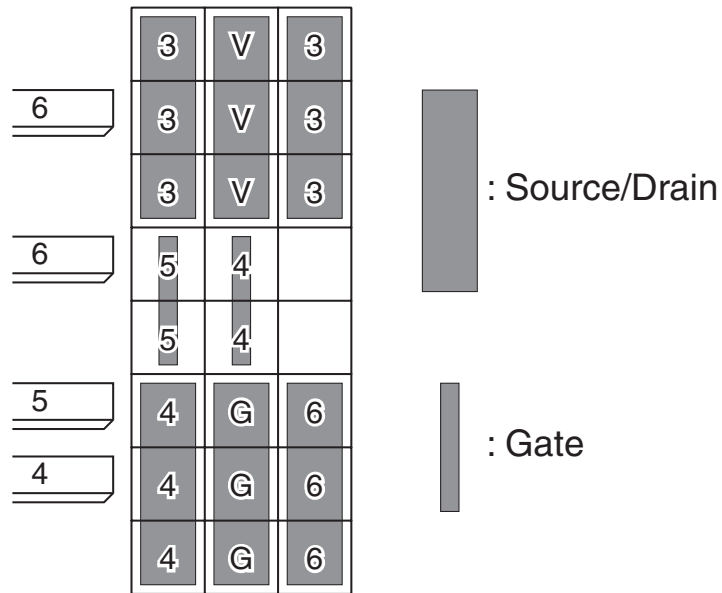 3 V 3
6 3 V 3
3 V 3
: Source/Drain
6 5 4
5 4
5 4 G 6
: Gate
4 4 G 6
4 G 6